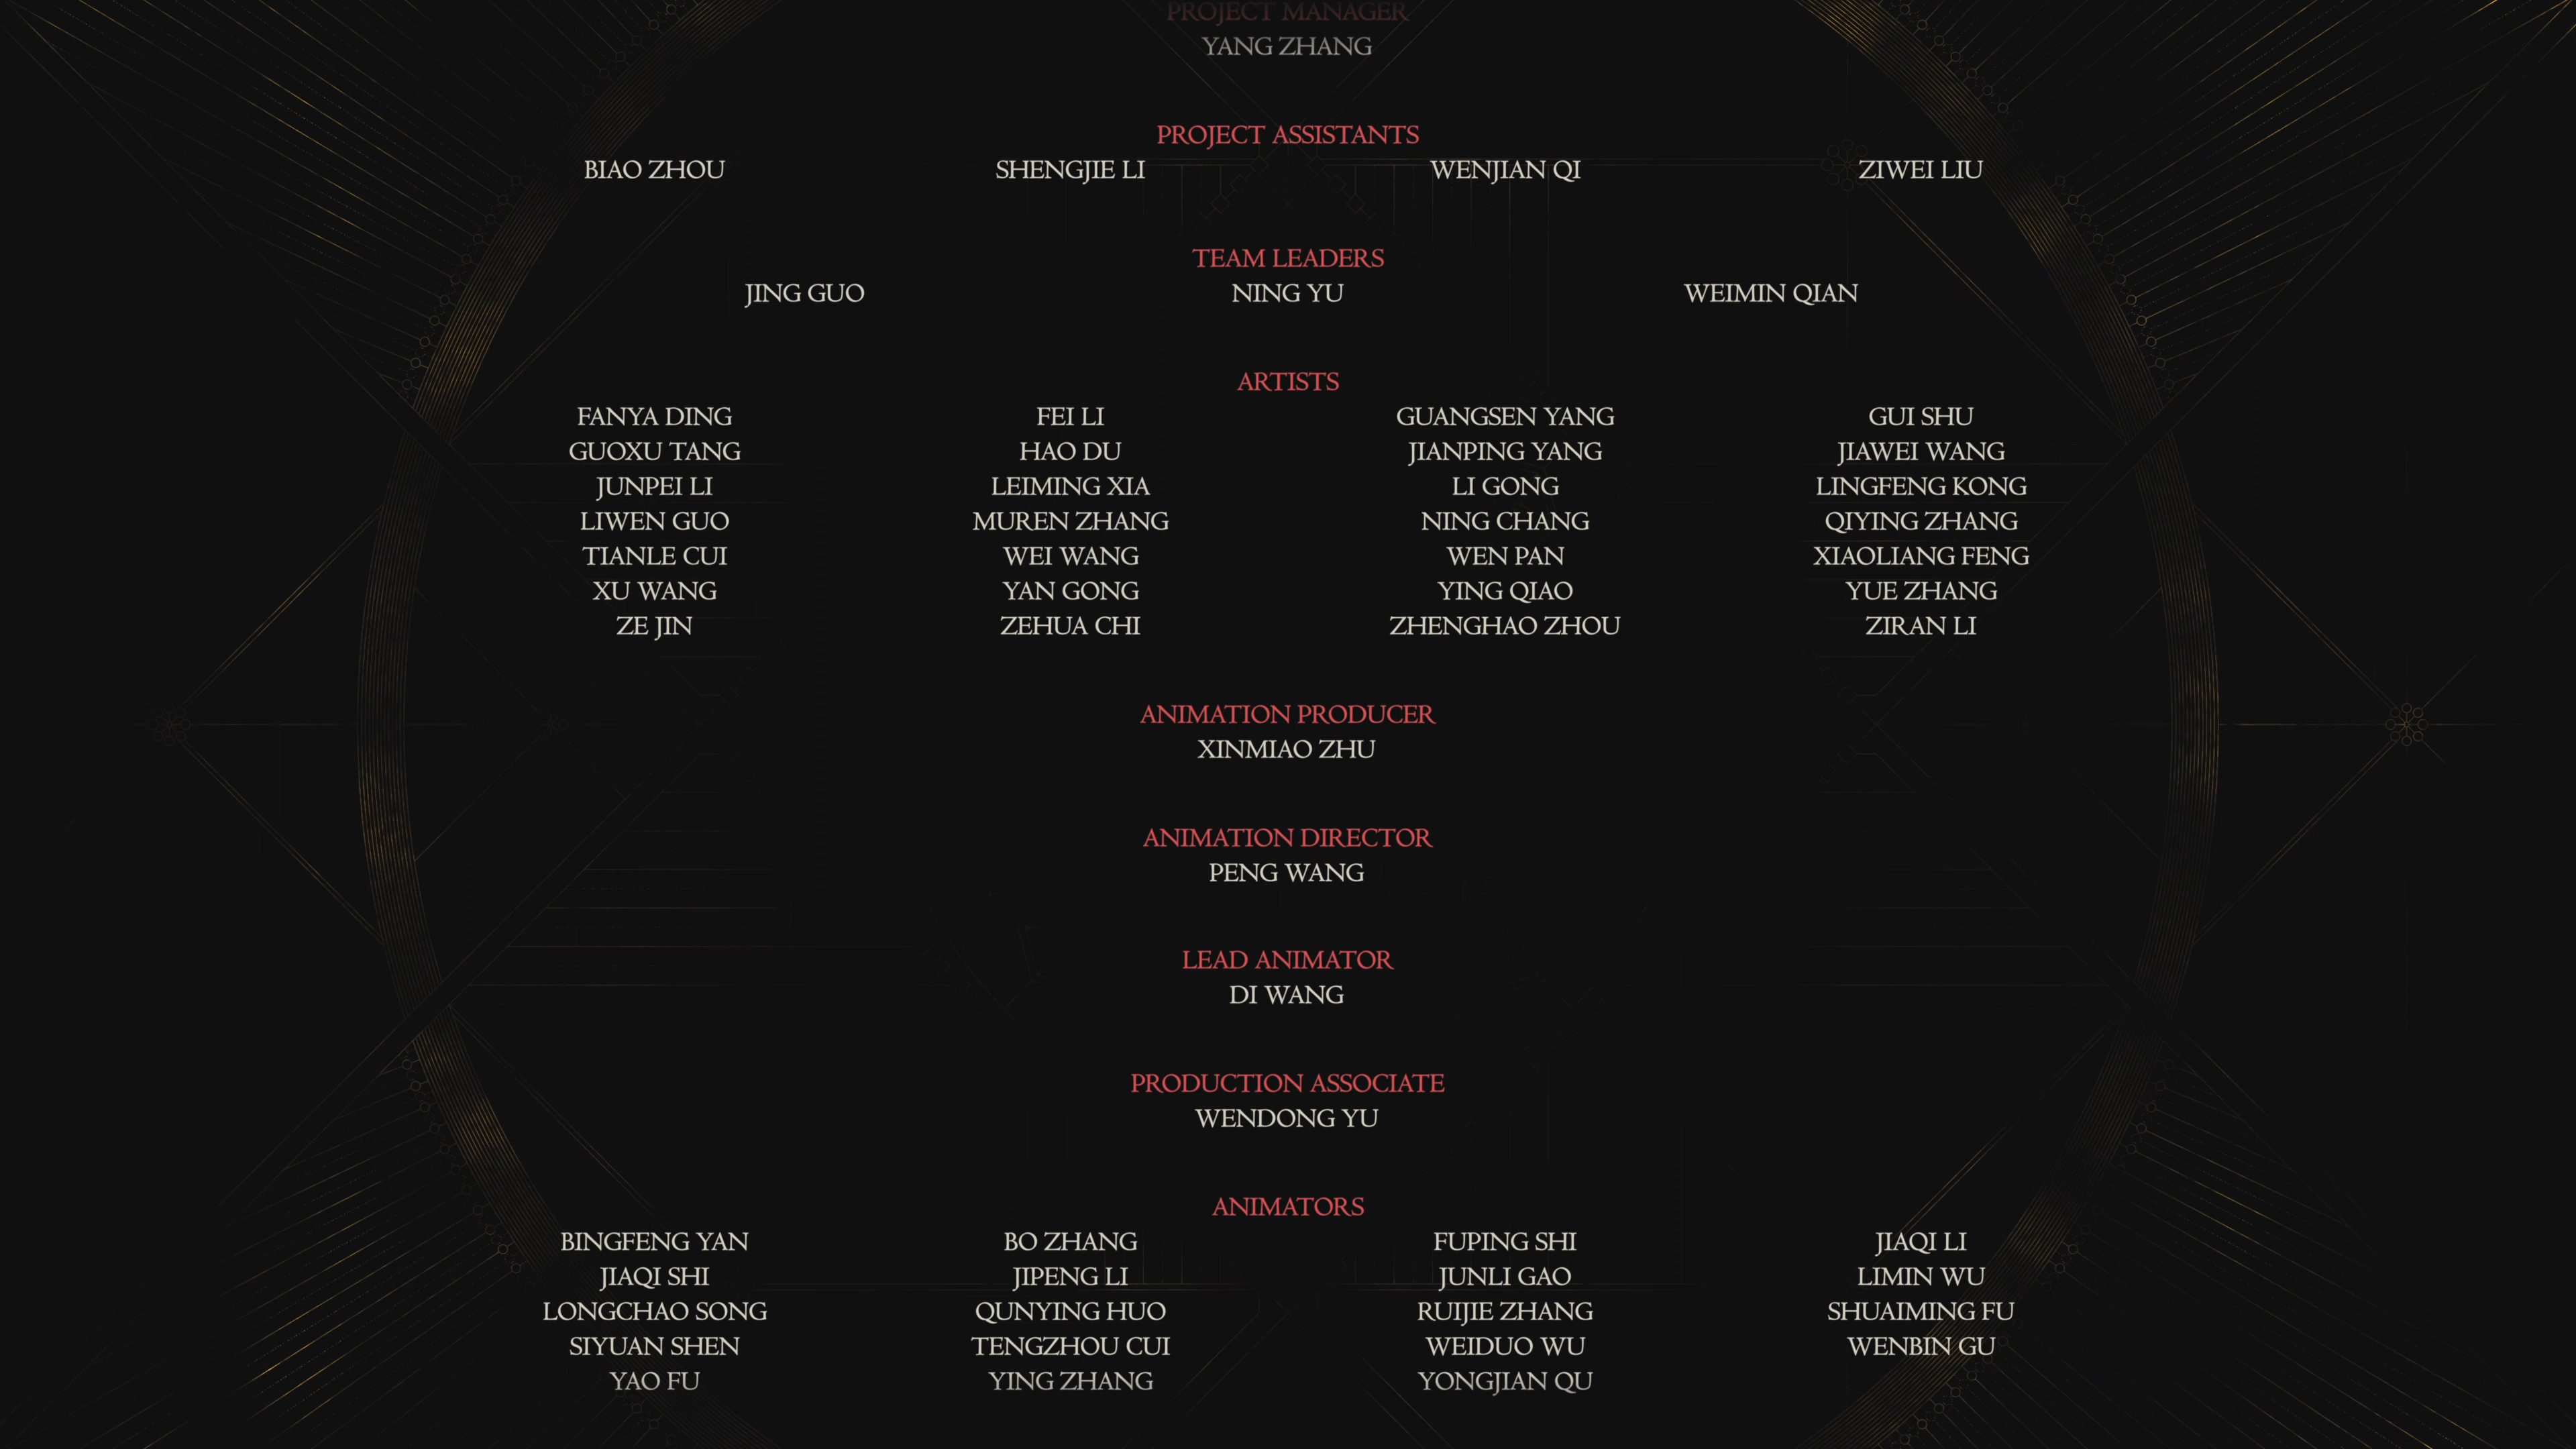 PROJECT MANAGER
YANG ZHANG
PROJECT ASSISTANTS
BIAO ZHOU SHENGJIE LI WENJIAN QI ZIWEI LIU
TEAM LEADERS
JING GUO NING YU WEIMIN QIAN
ARTISTS
FANYA DING FEI LI GUANGSEN YANG GUI SHU
GUOXU TANG HAO DU JIANPING YANG JIAWEI WANG
JUNPEI LI LEIMING XIA LI GONG LINGFENG KONG
LIWEN GUO MUREN ZHANG NING CHANG QIYING ZHANG
TIANLE CUI WEI WANG WEN PAN XIAOLIANG FENG
XU WANG YAN GONG YING QIAO YUE ZHANG
ZE JIN ZEHUA CHI ZHENGHAO ZHOU ZIRAN LI
ANIMATION PRODUCER
XINMIAO ZHU
ANIMATION DIRECTOR
PENG WANG
LEAD ANIMATOR
DI WANG
PRODUCTION ASSOCIATE
WENDONG YU
ANIMATORS
BINGFENG YAN BO ZHANG FUPING SHI JIAQI LI
JIAQI SHI JIPENG LI JUNLI GAO LIMIN WU
LONGCHAO SONG QUNYING HUO RUIJIE ZHANG SHUAIMING FU
SIYUAN SHEN TENGZHOU CUI WEIDUO WU WENBIN GU
YAO FU YING ZHANG YONGJIAN QU